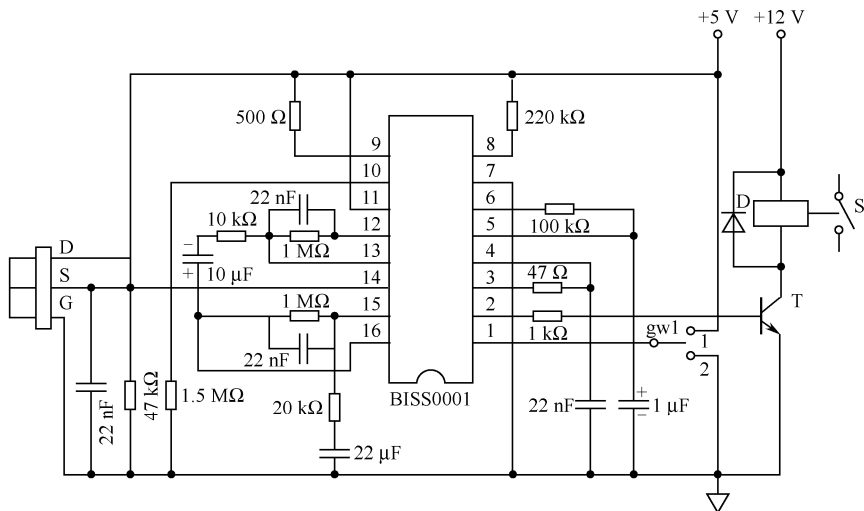 +5 V
+12 V
500 Ω
220 kΩ
9
8
10
7
11
6
22 nF
12
5
100 kΩ
10 kΩ
1 MΩ
13
4
−
+
10 μF
14
3
47 Ω
1 MΩ
15
2
1 kΩ
16
1
22 nF
gw1
1
2
D
S
G
D
S
T
22 nF
47 kΩ
1.5 MΩ
20 kΩ
22 μF
BISS0001
22 nF
+
−
1 μF